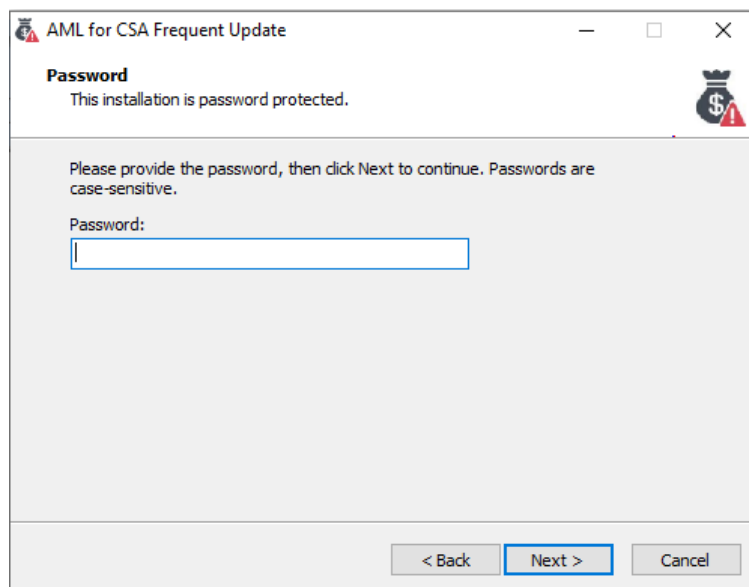 AML for CSA Frequent Update
Password
This installation is password protected.
Please provide the password, then click Next to continue. Passwords are
case-sensitive.
Password:
< Back Next > Cancel